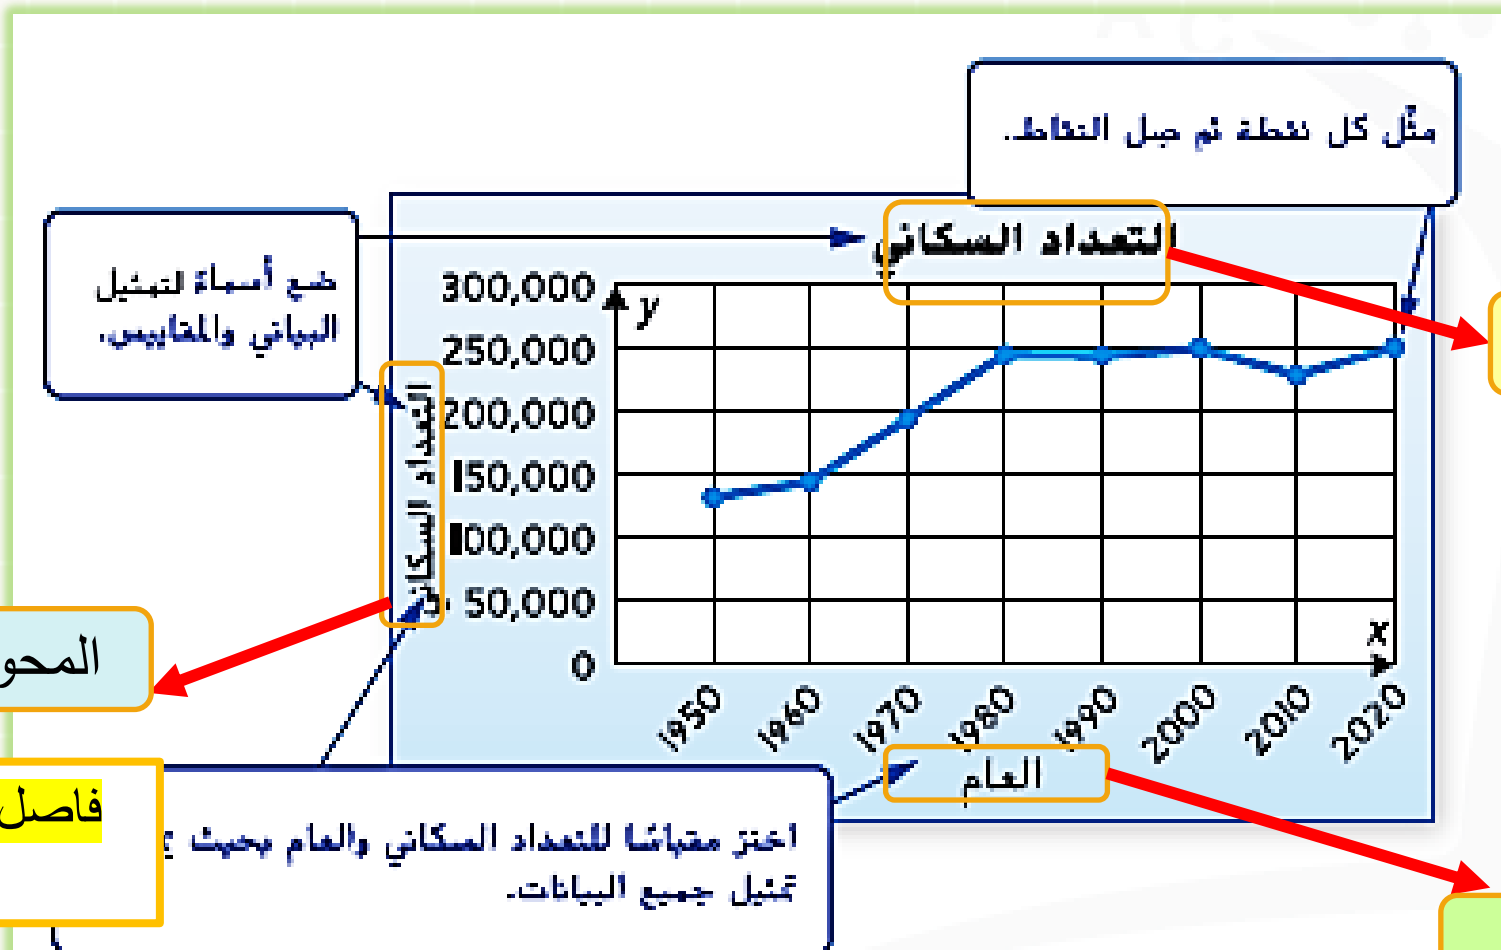 مثّل كل نقطة ثم صل النقاط.
التعداد السكاني
ضع أسماءً لتمثيل
البياني والمقاييس.
300,000
250,000
200,000
150,000
100,000
50,000
0
y
x
التعداد السكاني
1950 1960 1970 1980 1990 2000 2010 2020
العام
فاصل
اختر مقياسًا للتعداد السكاني والعام بحيث
تمثيل جميع البيانات.